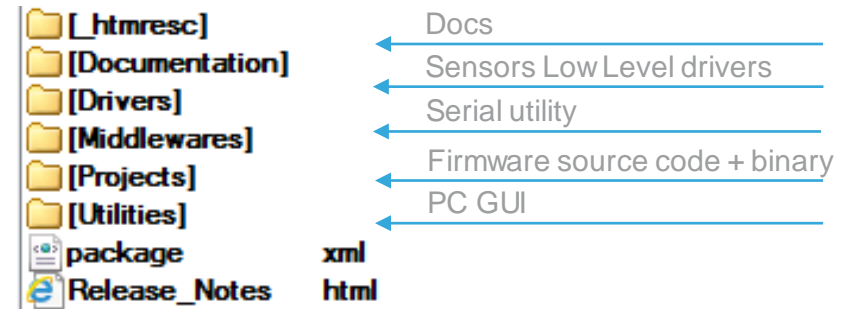 [_htmresc]
Docs
[Documentation]
Sensors Low Level drivers
[Drivers]
Serial utility
[Middlewares]
Firmware source code + binary
[Projects]
PC GUI
[Utilities]
package xml
Release_Notes html